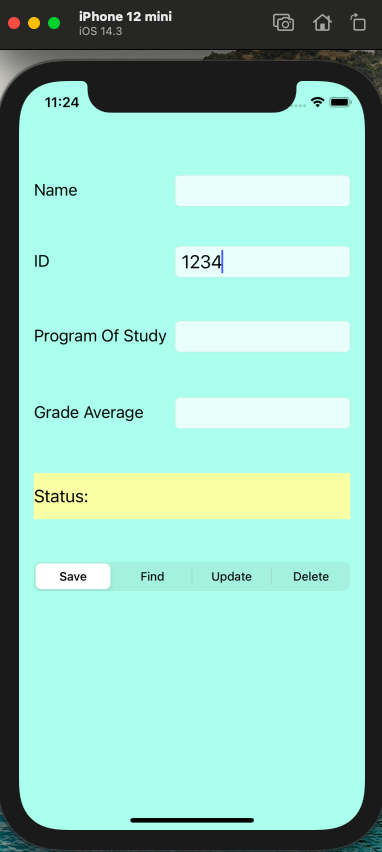 iPhone 12 mini
iOS 14.3
11:24
Name
ID 1234
Program Of Study
Grade Average
Status:
Save Find Update Delete